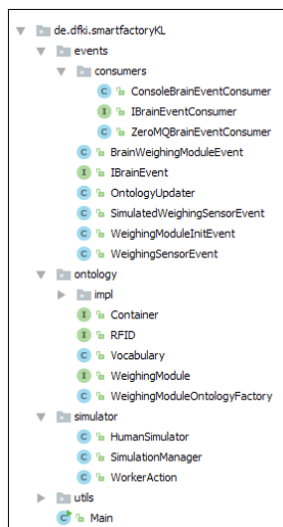 de.dfki.smartfactoryKL
events
consumers
ConsoleBrainEventConsumer
IBrainEventConsumer
ZeroMQBrainEventConsumer
BrainWeighingModuleEvent
IBrainEvent
OntologyUpdater
SimulatedWeighingSensorEvent
WeighingModuleInitEvent
WeighingSensorEvent
ontology
impl
Container
RFID
Vocabulary
WeighingModule
WeighingModuleOntologyFactory
simulator
HumanSimulator
SimulationManager
WorkerAction
utils
Main